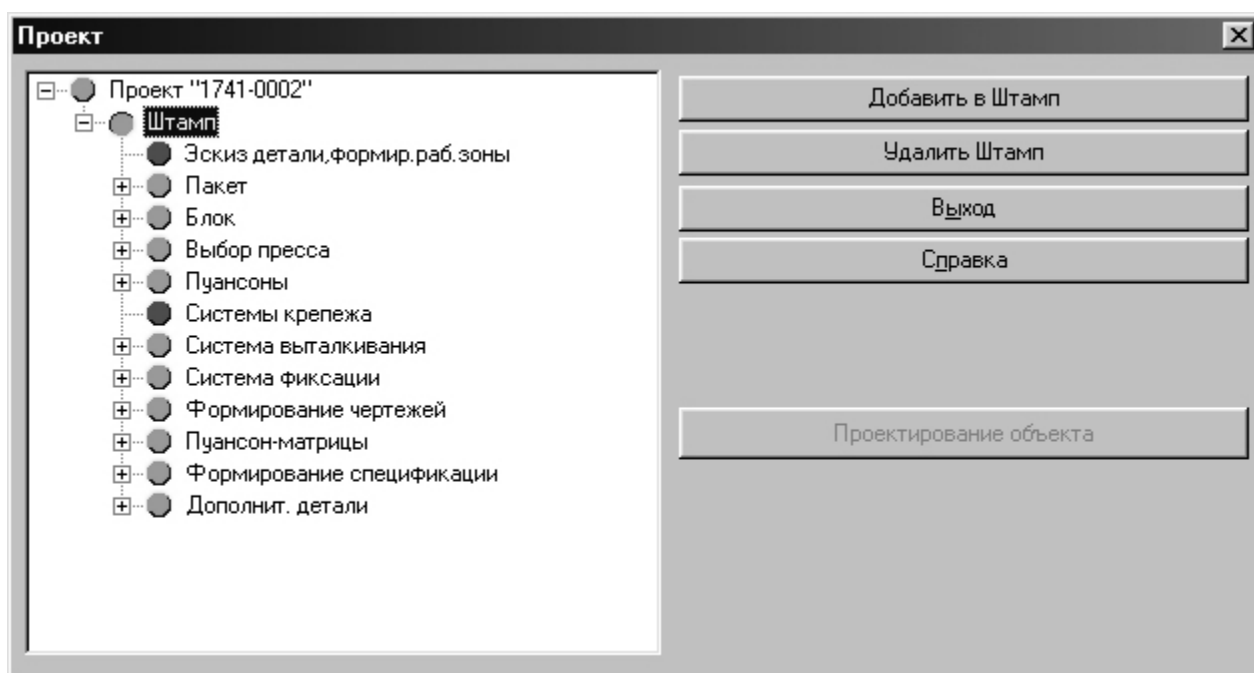 Проект
Проект "1741-0002"
Штамп
Эскиз детали,формир.раб.зоны
Пакет
Блок
Выбор пресса
Пуансоны
Системы крепежа
Система выталкивания
Система фиксации
Формирование чертежей
Пуансон-матрицы
Формирование спецификации
Дополнит. детали
Добавить в Штамп
Удалить Штамп
Выход
Справка
Проектирование объекта